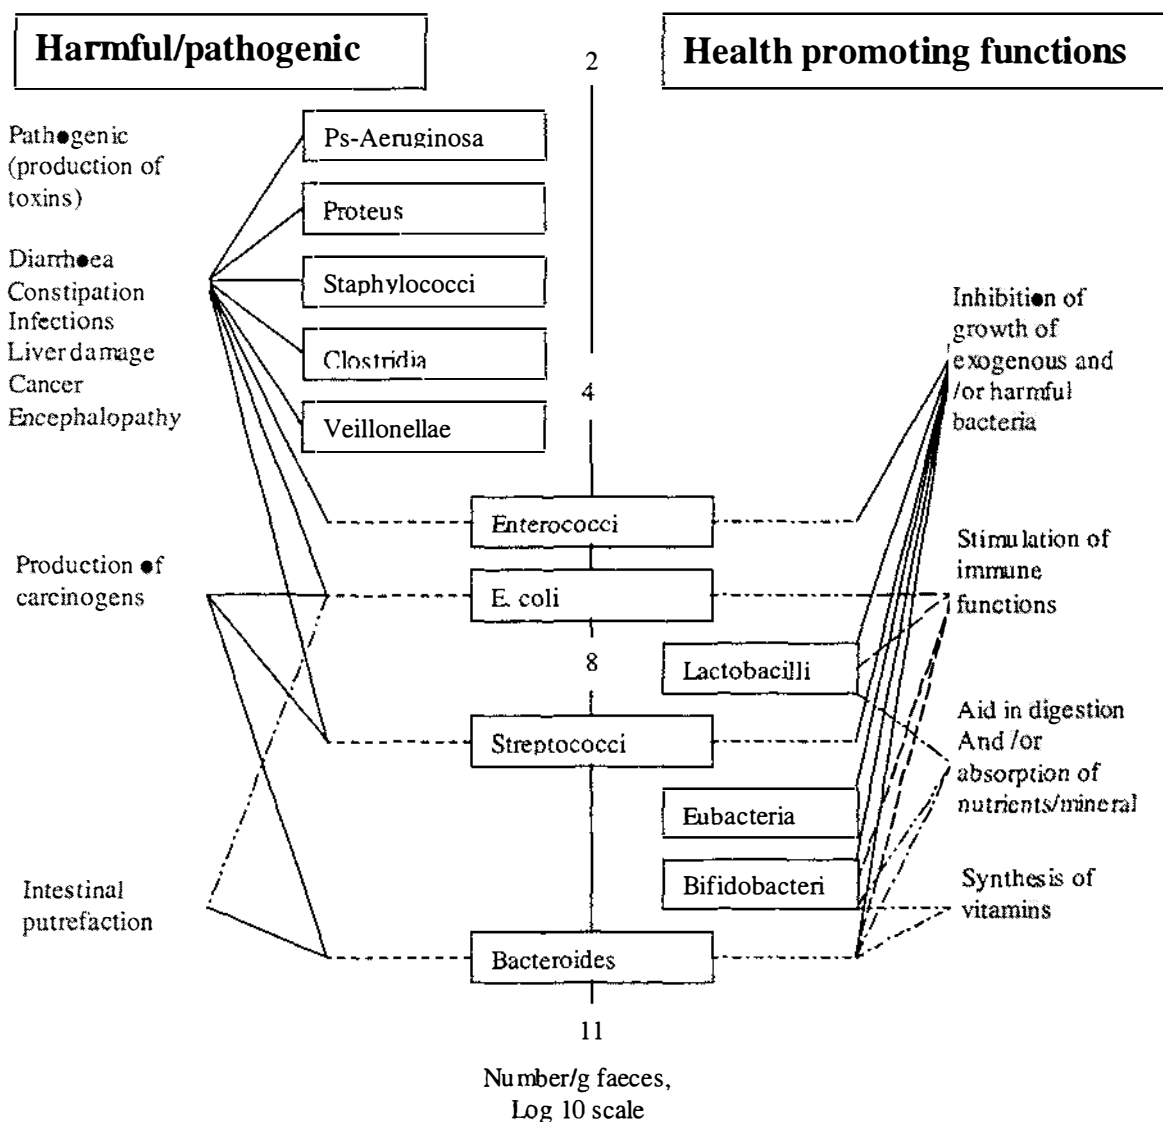 Harmful/pathogenic
2
Health promoting functions
Pathogenic
(production of
toxins)
Diarrhoea
Constipation
Infections
Liver damage
Cancer
Encephalopathy
Production of
carcinogens
Intestinal
putrefaction
Ps-Aeruginosa
Proteus
Staphylococci
Clostridia
Veillonellae
4
Enterococci
E. coli
8
Streptococci
Bacteroides
11
Number/g faeces,
Log 10 scale
Lactobacilli
Eubacteria
Bifidobacteri
Inhibition of
growth of
exogenous and
/or harmful
bacteria
Stimulation of
immune
functions
Aid in digestion
And /or
absorption of
nutrients/mineral
Synthesis of
vitamins